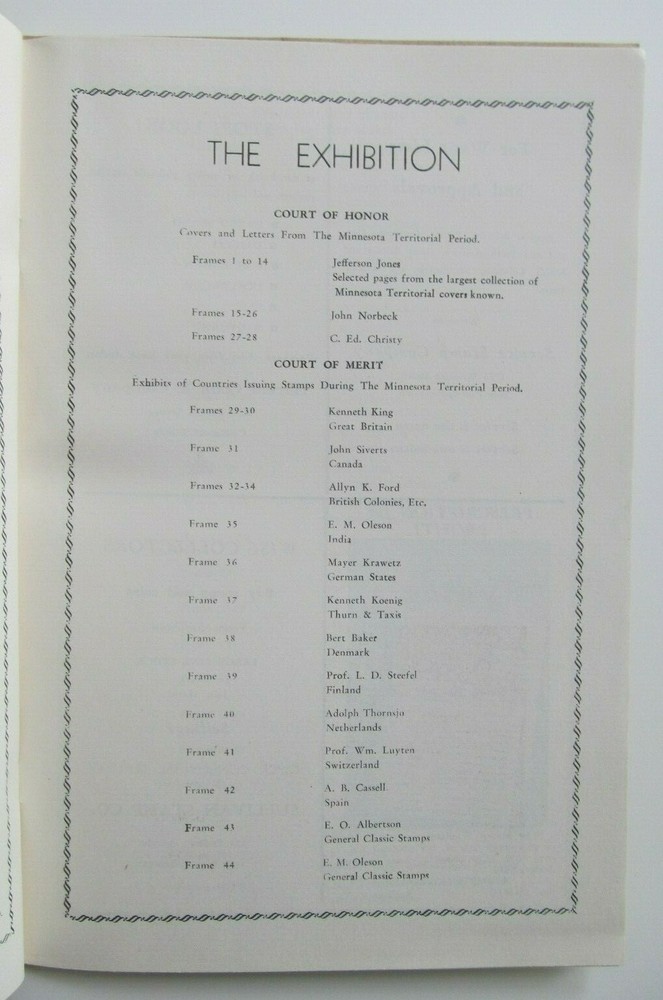 THE EXHIBITION
COURT OF HONOR
Covers and Letters From The Minnesota Territorial Period.
Frames 1 to 14 Jefferson Jones
Selected pages from the largest collection of
Minnesota Territorial covers known.
Frames 15-26 John Norbeck
Frames 27-28 C. Ed. Christy
COURT OF MERIT
Exhibits of Countries Issuing Stamps During The Minnesota Territorial Period.
Frames 29-30 Kenneth King
Great Britain
Frame 31 John Siverts
Canada
Frames 32-34 Allyn K. Ford
British Colonies, Etc.
Frame 35 E. M. Oleson
India
Frame 36 Mayer Krawetz
German States
Frame 37 Kenneth Koenig
Thurn & Taxis
Frame 38 Bert Baker
Denmark
Frame 39 Prof. L. D. Steefel
Finland
Frame 40 Adolph Thornsjo
Netherlands
Frame 41 Prof. Wm. Luyten
Switzerland
Frame 42 A. B. Cassell
Spain
Frame 43 E. O. Albertson
General Classic Stamps
Frame 44 E. M. Oleson
General Classic Stamps